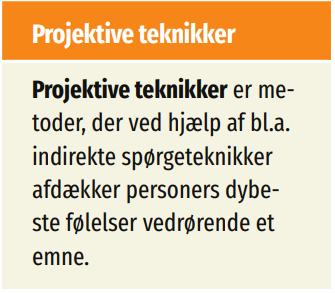 Projektive teknikker
Projektive teknikker er me-
toder, der ved hjælp af bl.a.
indirekte spørgeteknikker
afdækker personers dybe-
ste følelser vedrørende et
emne.